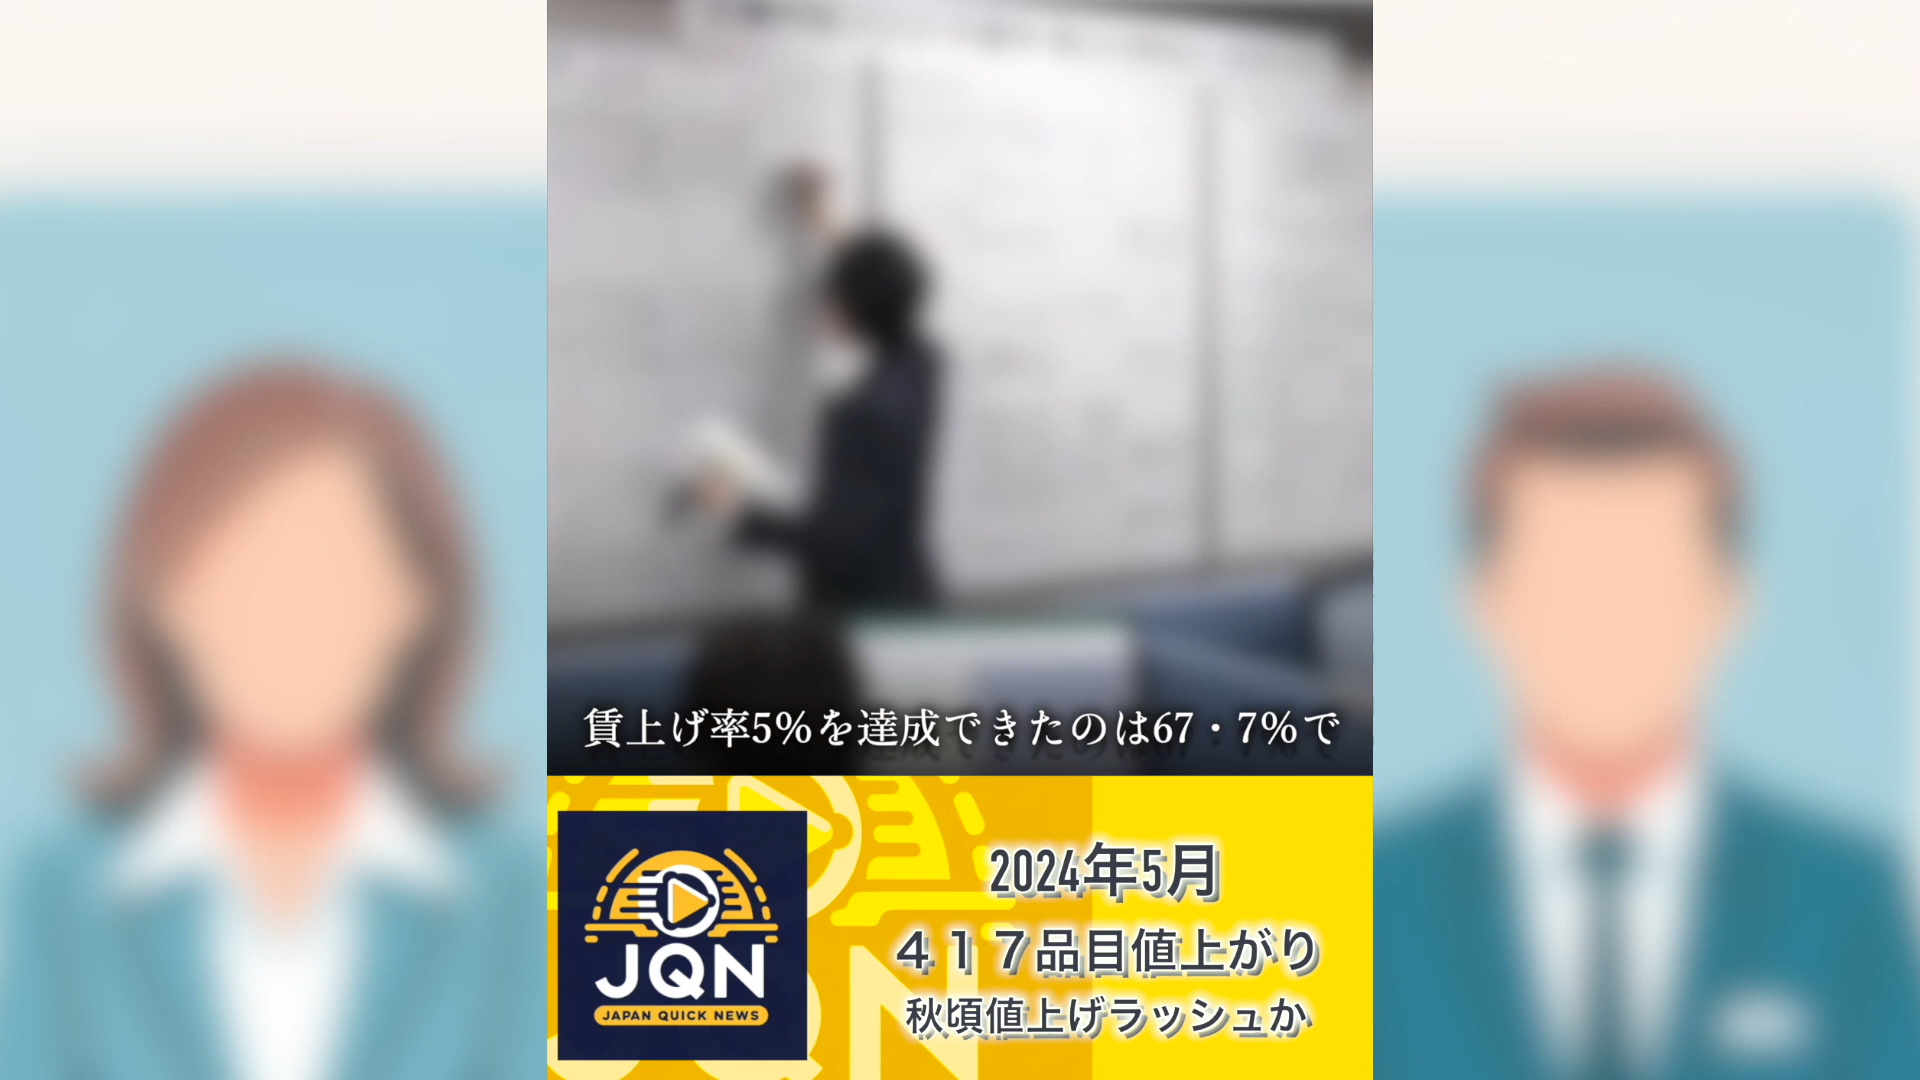 賃上げ率5%を達成できたのは67・7%で
JQN
JAPAN QUICK NEWS
2024年5月
４１７品目値上がり
秋頃値上げラッシュか